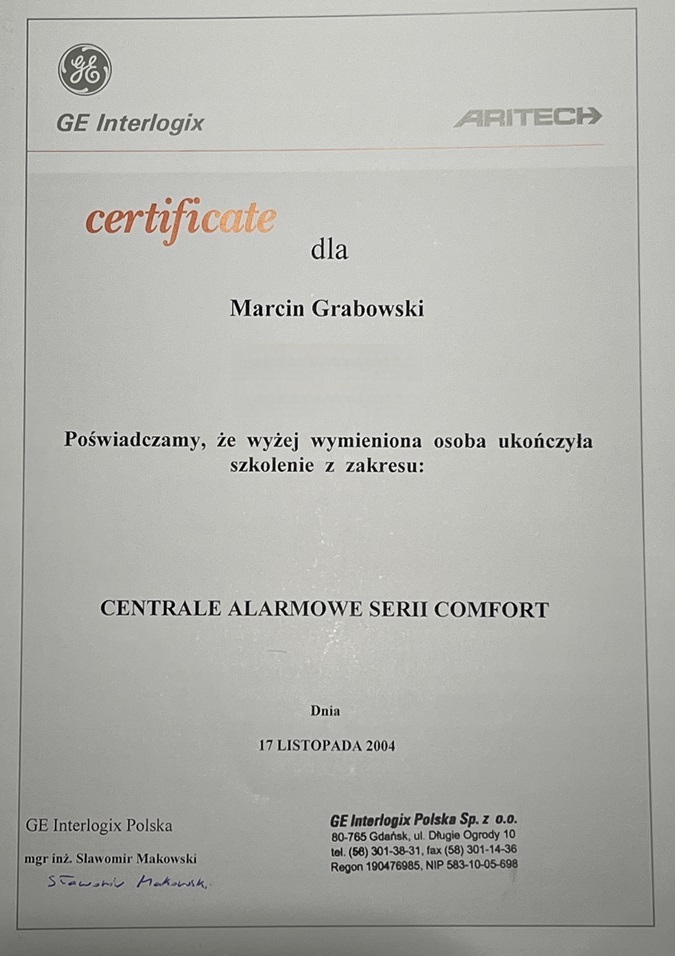 GE
GE Interlogix
ARITECH
certificate
dla
Marcin Grabowski
Poświadczamy, że wyżej wymieniona osoba ukończyła
szkolenie z zakresu:
CENTRALE ALARMOWE SERII COMFORT
Dnia
17 LISTOPADA 2004
GE Interlogix Polska
mgr inż. Sławomir Makowski
Sławomir Makowski
GE Interlogix Polska Sp. z o.o.
80-765 Gdańsk, ul. Długie Ogrody 10
tel. (58) 301-38-31, fax (58) 301-14-36
Regon 190476985, NIP 583-10-05-698